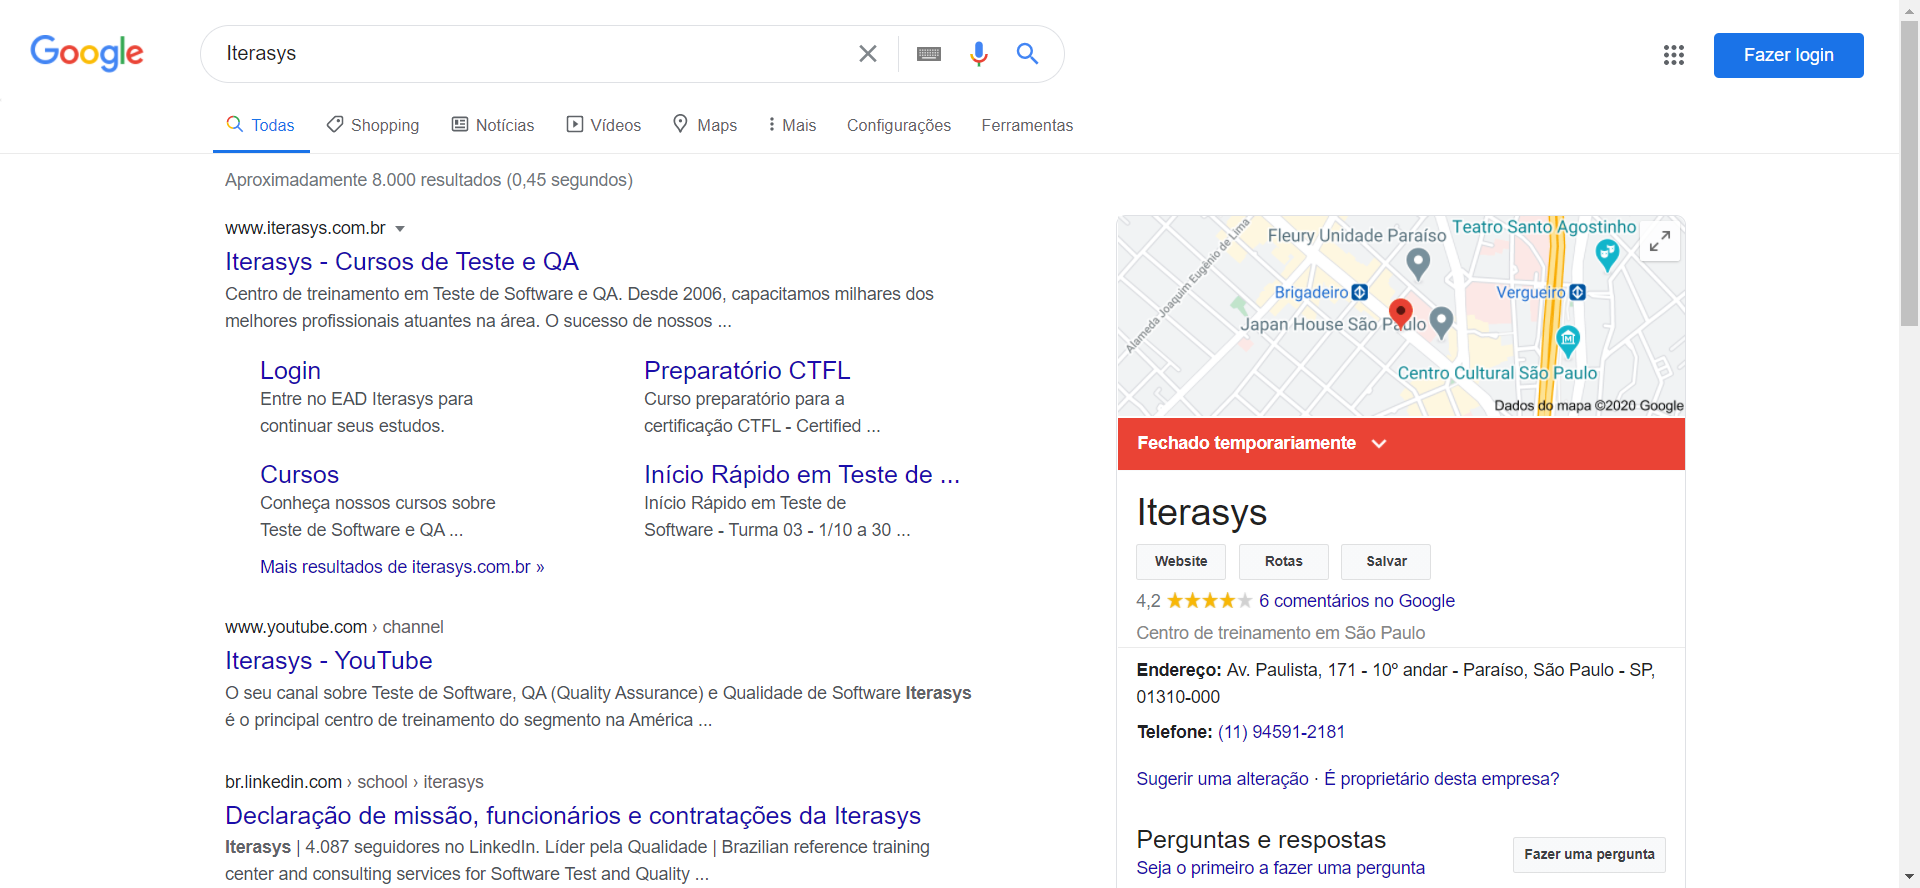 Google
Iterasys
Fazer login
Todas
Shopping
Notícias
Vídeos
Maps
Mais
Configurações
Ferramentas
Aproximadamente 8.000 resultados (0,45 segundos)
www.iterasys.com.br
Iterasys - Cursos de Teste e QA
Centro de treinamento em Teste de Software e QA. Desde 2006, capacitamos milhares dos
melhores profissionais atuantes na área. O sucesso de nossos ...
Login
Entre no EAD Iterasys para
continuar seus estudos.
Preparatório CTFL
Curso preparatório para a
certificação CTFL - Certified ...
Cursos
Conheça nossos cursos sobre
Teste de Software e QA ...
Início Rápido em Teste de ...
Início Rápido em Teste de
Software - Turma 03 - 1/10 a 30 ...
Mais resultados de iterasys.com.br »
www.youtube.com › channel
Iterasys - YouTube
O seu canal sobre Teste de Software, QA (Quality Assurance) e Qualidade de Software Iterasys
é o principal centro de treinamento do segmento na América ...
br.linkedin.com › school › iterasys
Declaração de missão, funcionários e contratações da Iterasys
Iterasys | 4.087 seguidores no LinkedIn. Líder pela Qualidade | Brazilian reference training
center and consulting services for Software Test and Quality ...
Teatro Santo Agostinho
Fleury Unidade Paraíso
Alameda Joaquim Eugênio de Lima
Brigadeiro
Vergueiro
Japan House São Paulo
Centro Cultural São Paulo
Dados do mapa ©2020 Google
Fechado temporariamente
Iterasys
Website
Rotas
Salvar
4,2 ★★★★★ 6 comentários no Google
Centro de treinamento em São Paulo
Endereço: Av. Paulista, 171 - 10º andar - Paraíso, São Paulo - SP,
01310-000
Telefone: (11) 94591-2181
Sugerir uma alteração · É proprietário desta empresa?
Perguntas e respostas
Seja o primeiro a fazer uma pergunta
Fazer uma pergunta